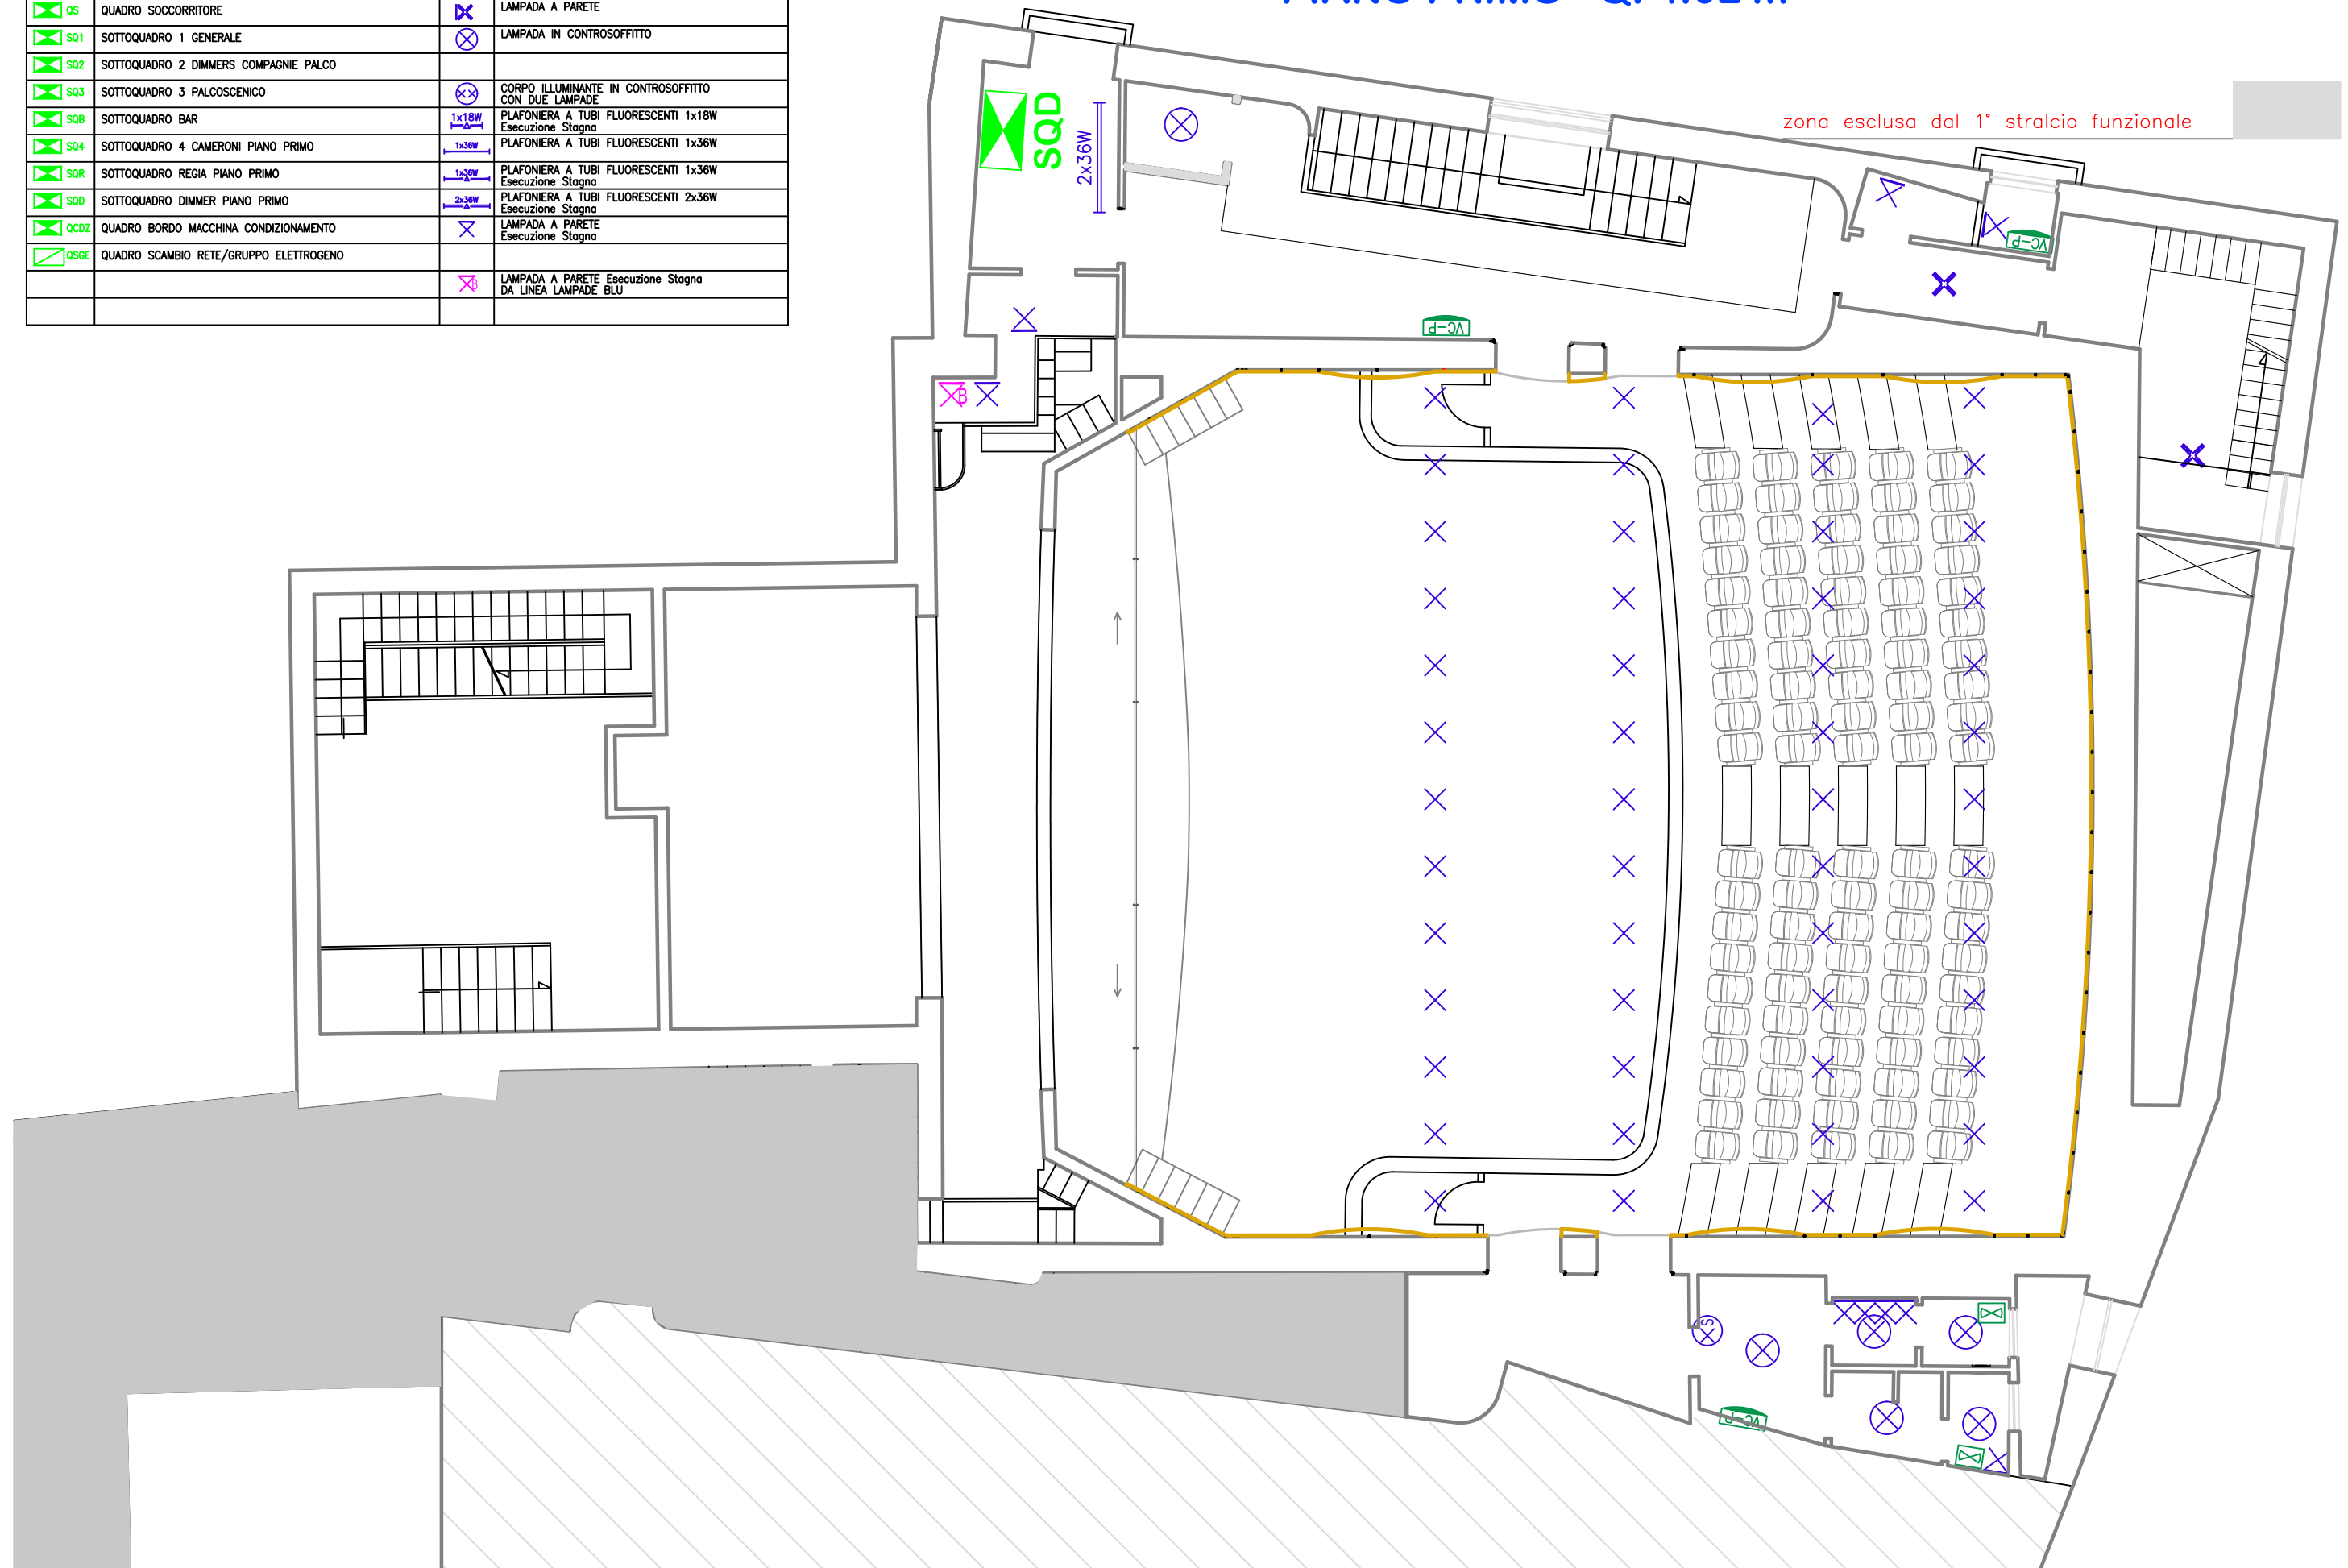 QS QUADRO SOCCORRITORE
LAMPADA A PARETE
SQ1 SOTTOQUADRO 1 GENERALE
LAMPADA IN CONTROSOFFITTO
SQ2 SOTTOQUADRO 2 DIMMERS COMPAGNIE PALCO
SQ3 SOTTOQUADRO 3 PALCOSCENICO
CORPO ILLUMINANTE IN CONTROSOFFITTO
CON DUE LAMPADE
SQB SOTTOQUADRO BAR
1x18W PLAFONIERA A TUBI FLUORESCENTI 1x18W
Esecuzione Stagna
SQ4 SOTTOQUADRO 4 CAMERONI PIANO PRIMO
1x36W PLAFONIERA A TUBI FLUORESCENTI 1x36W
SQR SOTTOQUADRO REGIA PIANO PRIMO
1x36W PLAFONIERA A TUBI FLUORESCENTI 1x36W
Esecuzione Stagna
SQD SOTTOQUADRO DIMMER PIANO PRIMO
2x36W PLAFONIERA A TUBI FLUORESCENTI 2x36W
Esecuzione Stagna
QCDZ QUADRO BORDO MACCHINA CONDIZIONAMENTO
LAMPADA A PARETE
Esecuzione Stagna
QSGE QUADRO SCAMBIO RETE/GRUPPO ELETTROGENO
B LAMPADA A PARETE Esecuzione Stagna
DA LINEA LAMPADE BLU
PIANO PRIMO
zona esclusa dal 1° stralcio funzionale
SQD
2x36W
VC-P
VC-P
B
S
VC-P